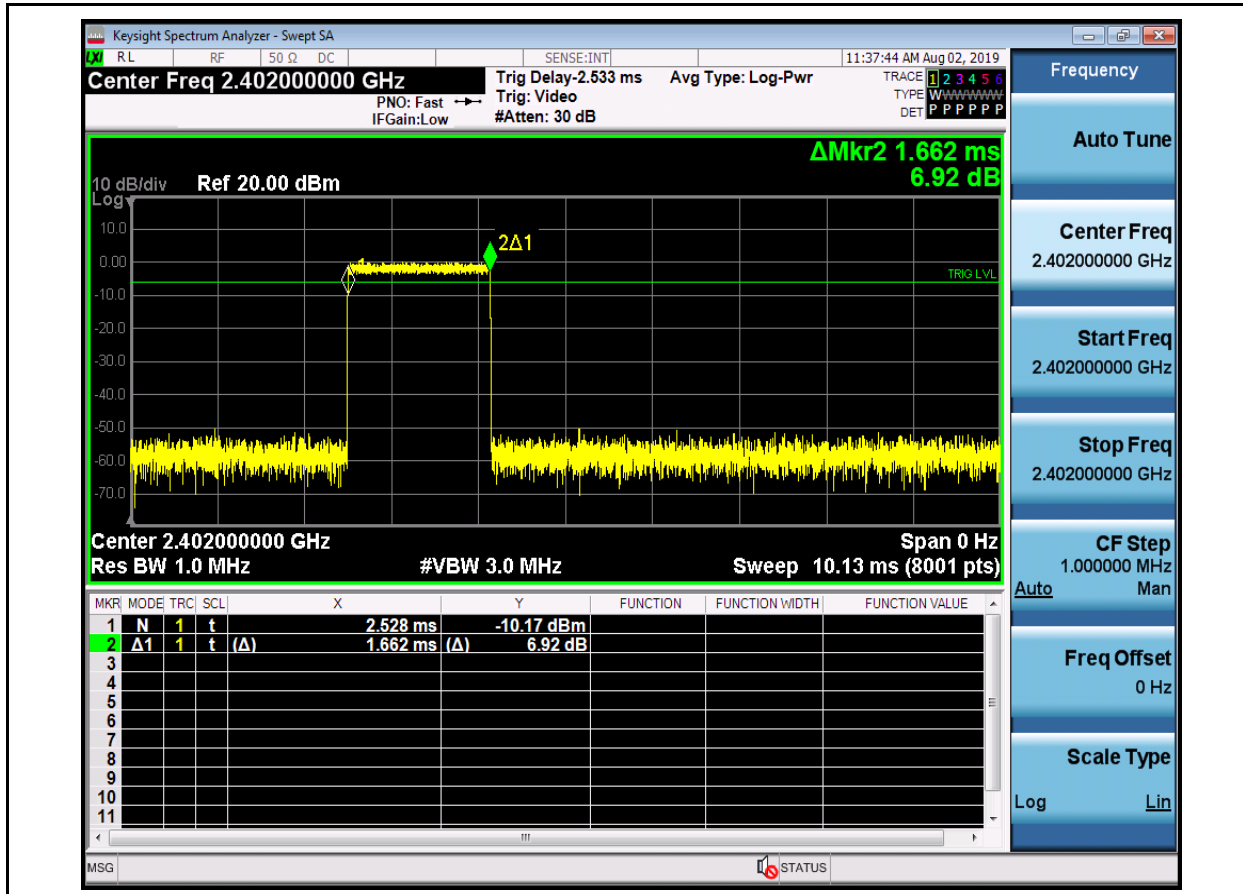 Keysight Spectrum Analyzer - Swept SA
LXI RL RF 50 Ω DC SENSE:INT 11:37:44 AM Aug 02, 2019
Center Freq 2.402000000 GHz Trig Delay-2.533 ms Avg Type: Log-Pwr TRACE 1 2 3 4 5 6
PNO: Fast Trig: Video TYPE WWWWWW
IFGain:Low #Atten: 30 dB DET P P P P P P
ΔMkr2 1.662 ms
6.92 dB
10 dB/div Ref 20.00 dBm
Log
10.0
0.00
-10.0
-20.0
-30.0
-40.0
-50.0
-60.0
-70.0
1
2Δ1
TRIG LVL
Center 2.402000000 GHz Span 0 Hz
Res BW 1.0 MHz #VBW 3.0 MHz Sweep 10.13 ms (8001 pts)
MKR MODE TRC SCL X Y FUNCTION FUNCTION WIDTH FUNCTION VALUE
1 N 1 t 2.528 ms -10.17 dBm
2 Δ1 1 t (Δ) 1.662 ms (Δ) 6.92 dB
3
4
5
6
7
8
9
10
11
MSG STATUS
Frequency
Auto Tune
Center Freq
2.402000000 GHz
Start Freq
2.402000000 GHz
Stop Freq
2.402000000 GHz
CF Step
1.000000 MHz
Auto Man
Freq Offset
0 Hz
Scale Type
Log Lin